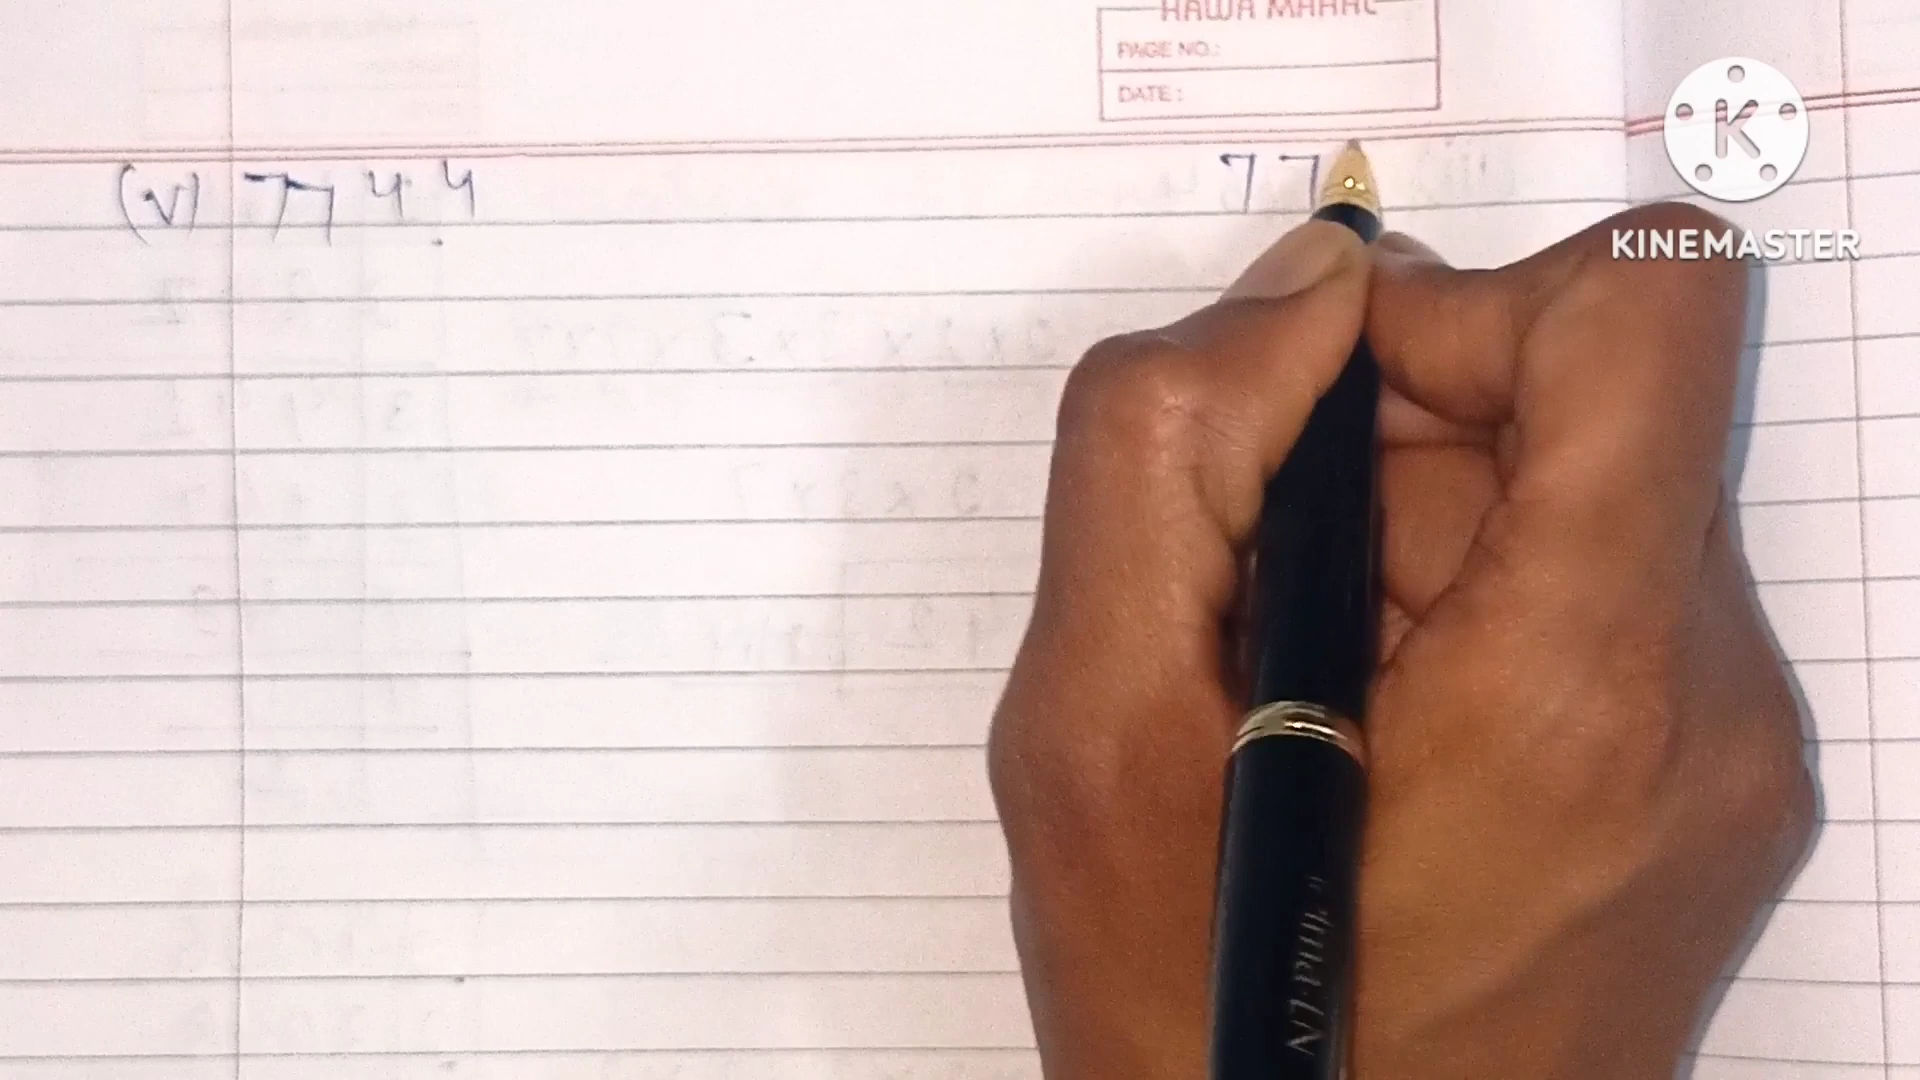 HAWA MAHAL
PAGE NO.:
DATE:
KINEMASTER
(v) 7744
77